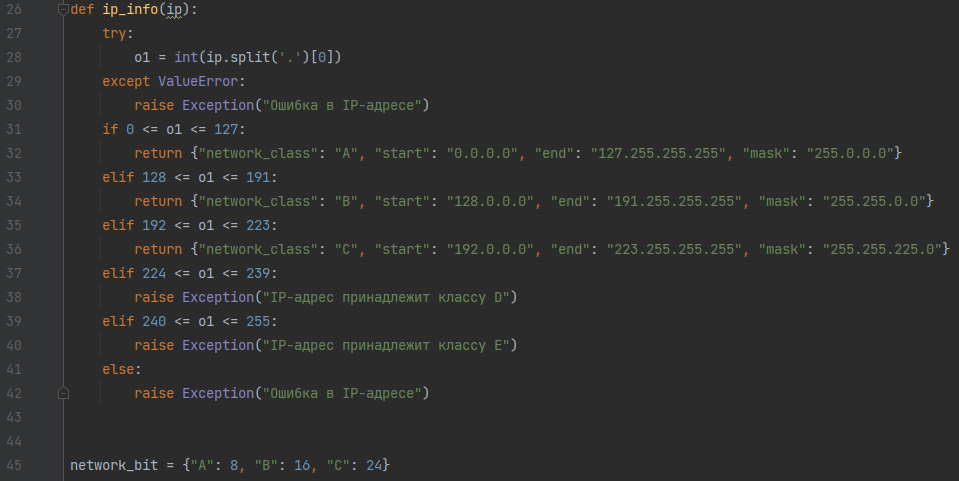 26 def ip_info(ip):
27     try:
28         o1 = int(ip.split('.')[0])
29     except ValueError:
30         raise Exception("Ошибка в IP-адресе")
31     if 0 <= o1 <= 127:
32         return {"network_class": "A", "start": "0.0.0.0", "end": "127.255.255.255", "mask": "255.0.0.0"}
33     elif 128 <= o1 <= 191:
34         return {"network_class": "B", "start": "128.0.0.0", "end": "191.255.255.255", "mask": "255.255.0.0"}
35     elif 192 <= o1 <= 223:
36         return {"network_class": "C", "start": "192.0.0.0", "end": "223.255.255.255", "mask": "255.255.225.0"}
37     elif 224 <= o1 <= 239:
38         raise Exception("IP-адрес принадлежит классу D")
39     elif 240 <= o1 <= 255:
40         raise Exception("IP-адрес принадлежит классу E")
41     else:
42         raise Exception("Ошибка в IP-адресе")
43
44
45 network_bit = {"A": 8, "B": 16, "C": 24}